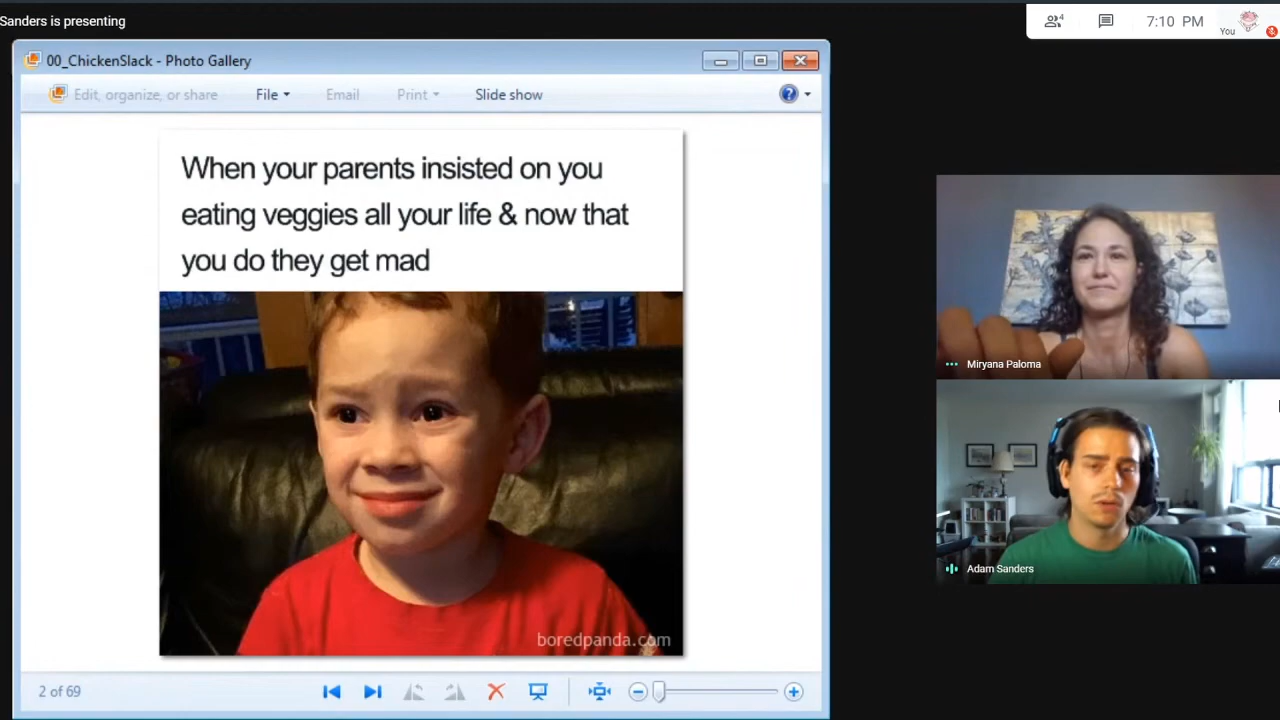 Sanders is presenting
4
7:10 PM
You
00_ChickenSlack - Photo Gallery
Edit, organize, or share
File
Email
Print
Slide show
When your parents insisted on you
eating veggies all your life & now that
you do they get mad
boredpanda.com
2 of 69
Miryana Paloma
Adam Sanders